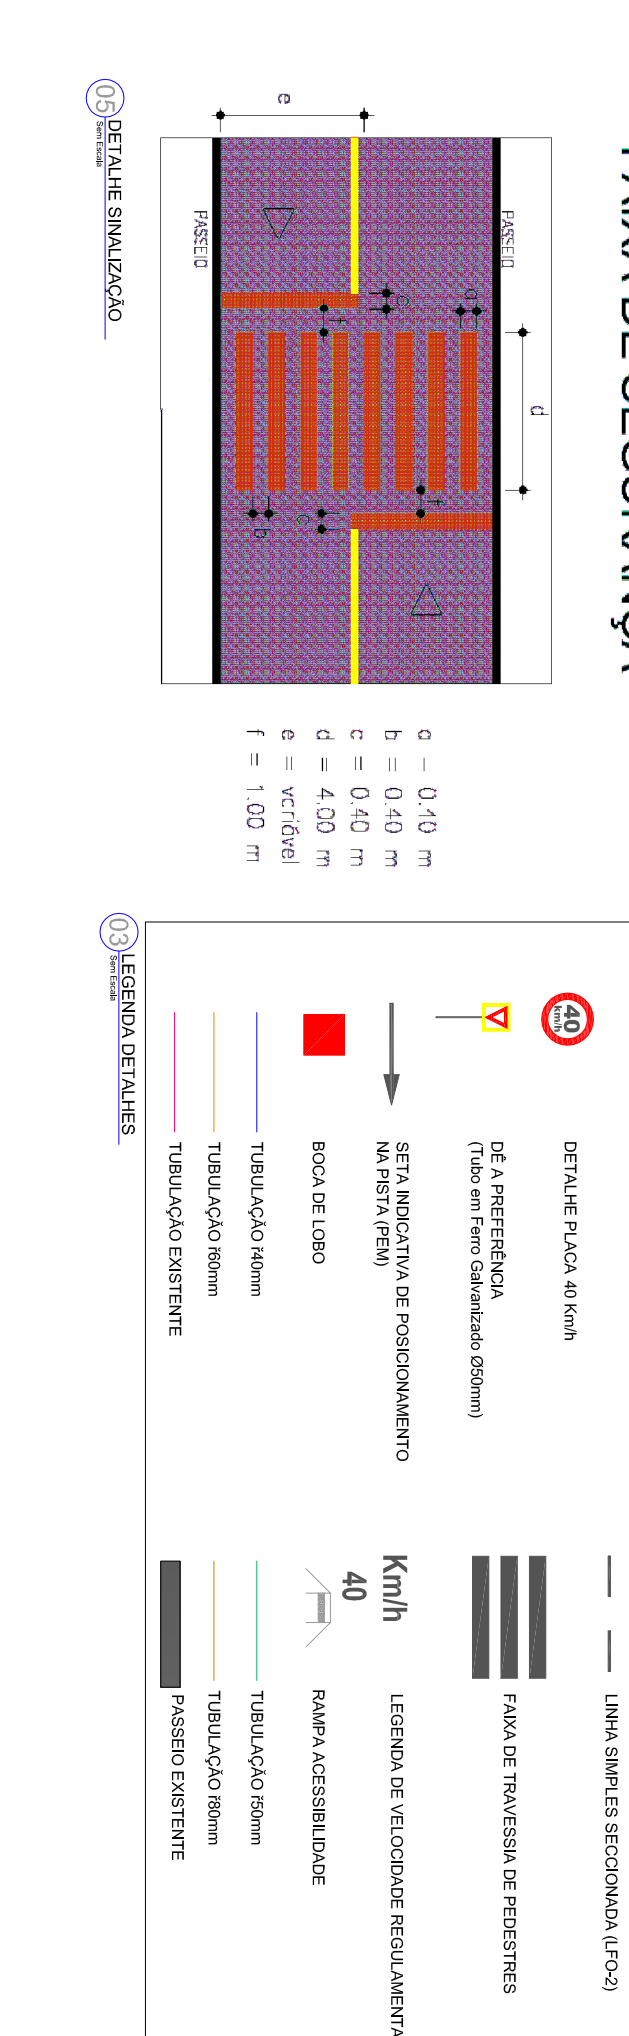 FAIXA DE SEGURANÇA
e
PASSEIO
PASSEIO
a
c
f
d
f
c
b
a = 0.10 m
b = 0.40 m
c = 0.40 m
d = 4.00 m
e = variável
f = 1.00 m
05
DETALHE SINALIZAÇÃO
Sem Escala
LINHA SIMPLES SECCIONADA (LFO-2)
40
km/h
DETALHE PLACA 40 Km/h
DÊ A PREFERÊNCIA
(Tubo em Ferro Galvanizado Ø50mm)
FAIXA DE TRAVESSIA DE PEDESTRES
SETA INDICATIVA DE POSICIONAMENTO
NA PISTA (PEM)
Km/h
40
LEGENDA DE VELOCIDADE REGULAMENTA
BOCA DE LOBO
RAMPA ACESSIBILIDADE
TUBULAÇÃO ř40mm
TUBULAÇÃO ř50mm
TUBULAÇÃO ř60mm
TUBULAÇÃO ř80mm
TUBULAÇÃO EXISTENTE
PASSEIO EXISTENTE
03
LEGENDA DETALHES
Sem Escala